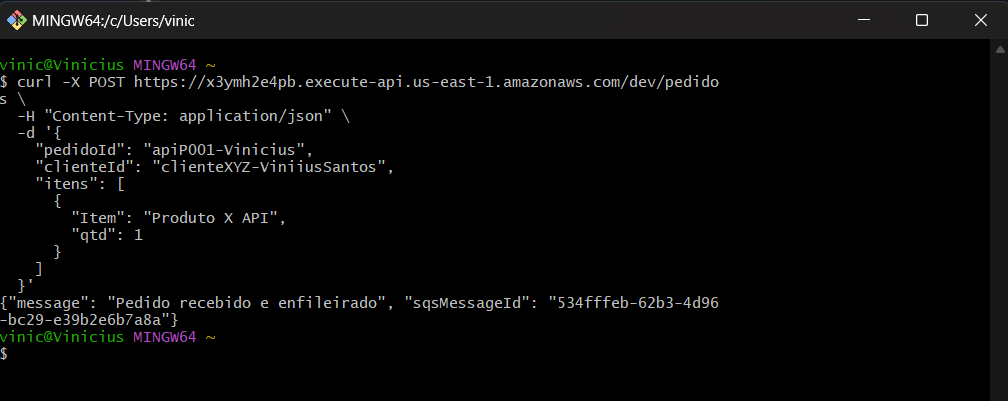 MINGW64:/c/Users/vinic
vinic@Vinicius MINGW64 ~
$ curl -X POST https://x3ymh2e4pb.execute-api.us-east-1.amazonaws.com/dev/pedido
s \
  -H "Content-Type: application/json" \
  -d '{
    "pedidoId": "apiP001-Vinicius",
    "clienteId": "clienteXYZ-ViniiusSantos",
    "itens": [
      {
        "Item": "Produto X API",
        "qtd": 1
      }
    ]
  }'
{"message": "Pedido recebido e enfileirado", "sqsMessageId": "534fffeb-62b3-4d96
-bc29-e39b2e6b7a8a"}
vinic@Vinicius MINGW64 ~
$